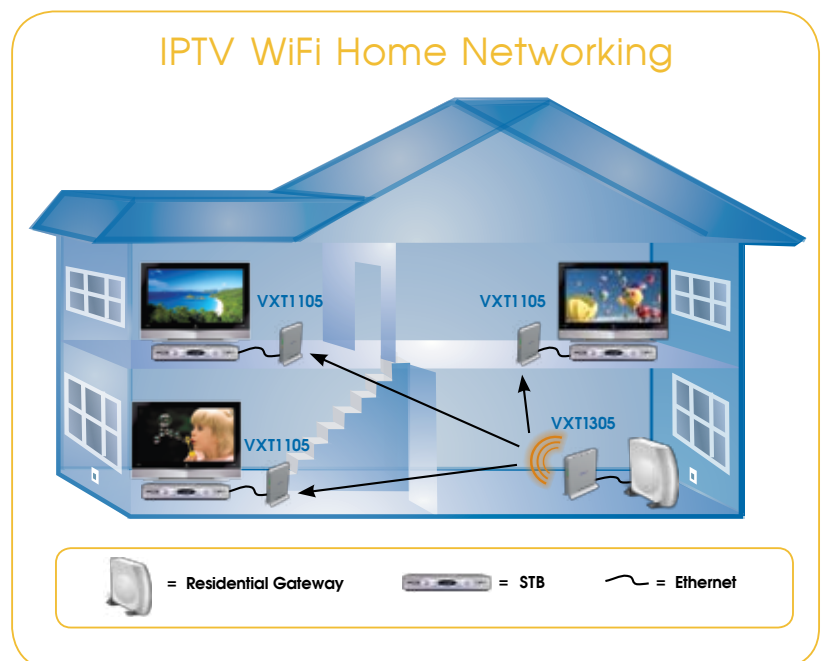 IPTV WiFi Home Networking
VXT1105
VXT1105
VXT1305
VXT1105
= Residential Gateway
= STB
= Ethernet